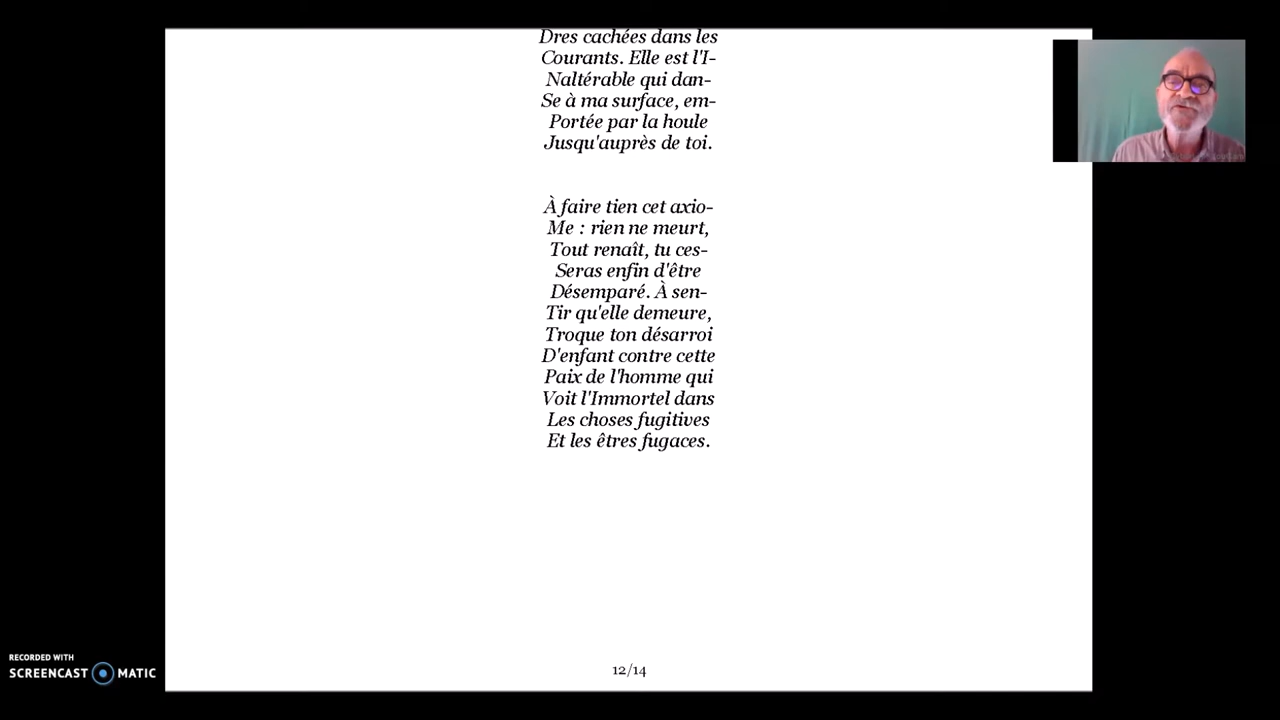 Dres cachées dans les
Courants. Elle est l'I-
Naltérable qui dan-
Se à ma surface, em-
Portée par la houle
Jusqu'auprès de toi.
À faire tien cet axio-
Me : rien ne meurt,
Tout renaît, tu ces-
Seras enfin d'être
Désemparé. À sen-
Tir qu'elle demeure,
Troque ton désarroi
D'enfant contre cette
Paix de l'homme qui
Voit l'Immortel dans
Les choses fugitives
Et les êtres fugaces.
12/14
RECORDED WITH
SCREENCAST MATIC